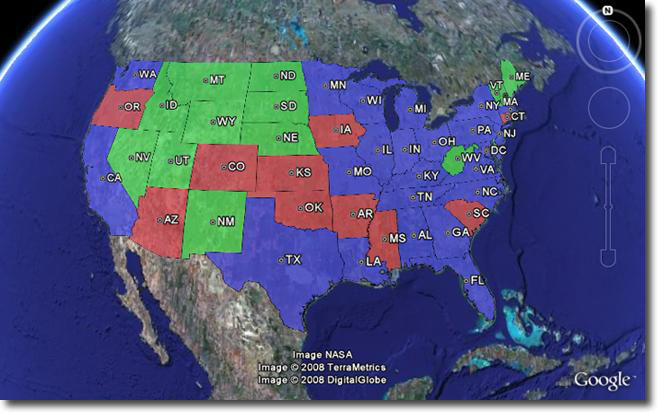 N
WA
MT
ND
MN
ME
VT
OR
ID
SD
WI
MI
NY
MA
CT
WY
IA
PA
NJ
NE
OH
NV
UT
IL
IN
DC
WV
VA
CA
CO
KS
MO
KY
NC
TN
AZ
NM
OK
AR
SC
MS
AL
GA
TX
LA
FL
Image NASA
Image © 2008 TerraMetrics
Image © 2008 DigitalGlobe
Google™